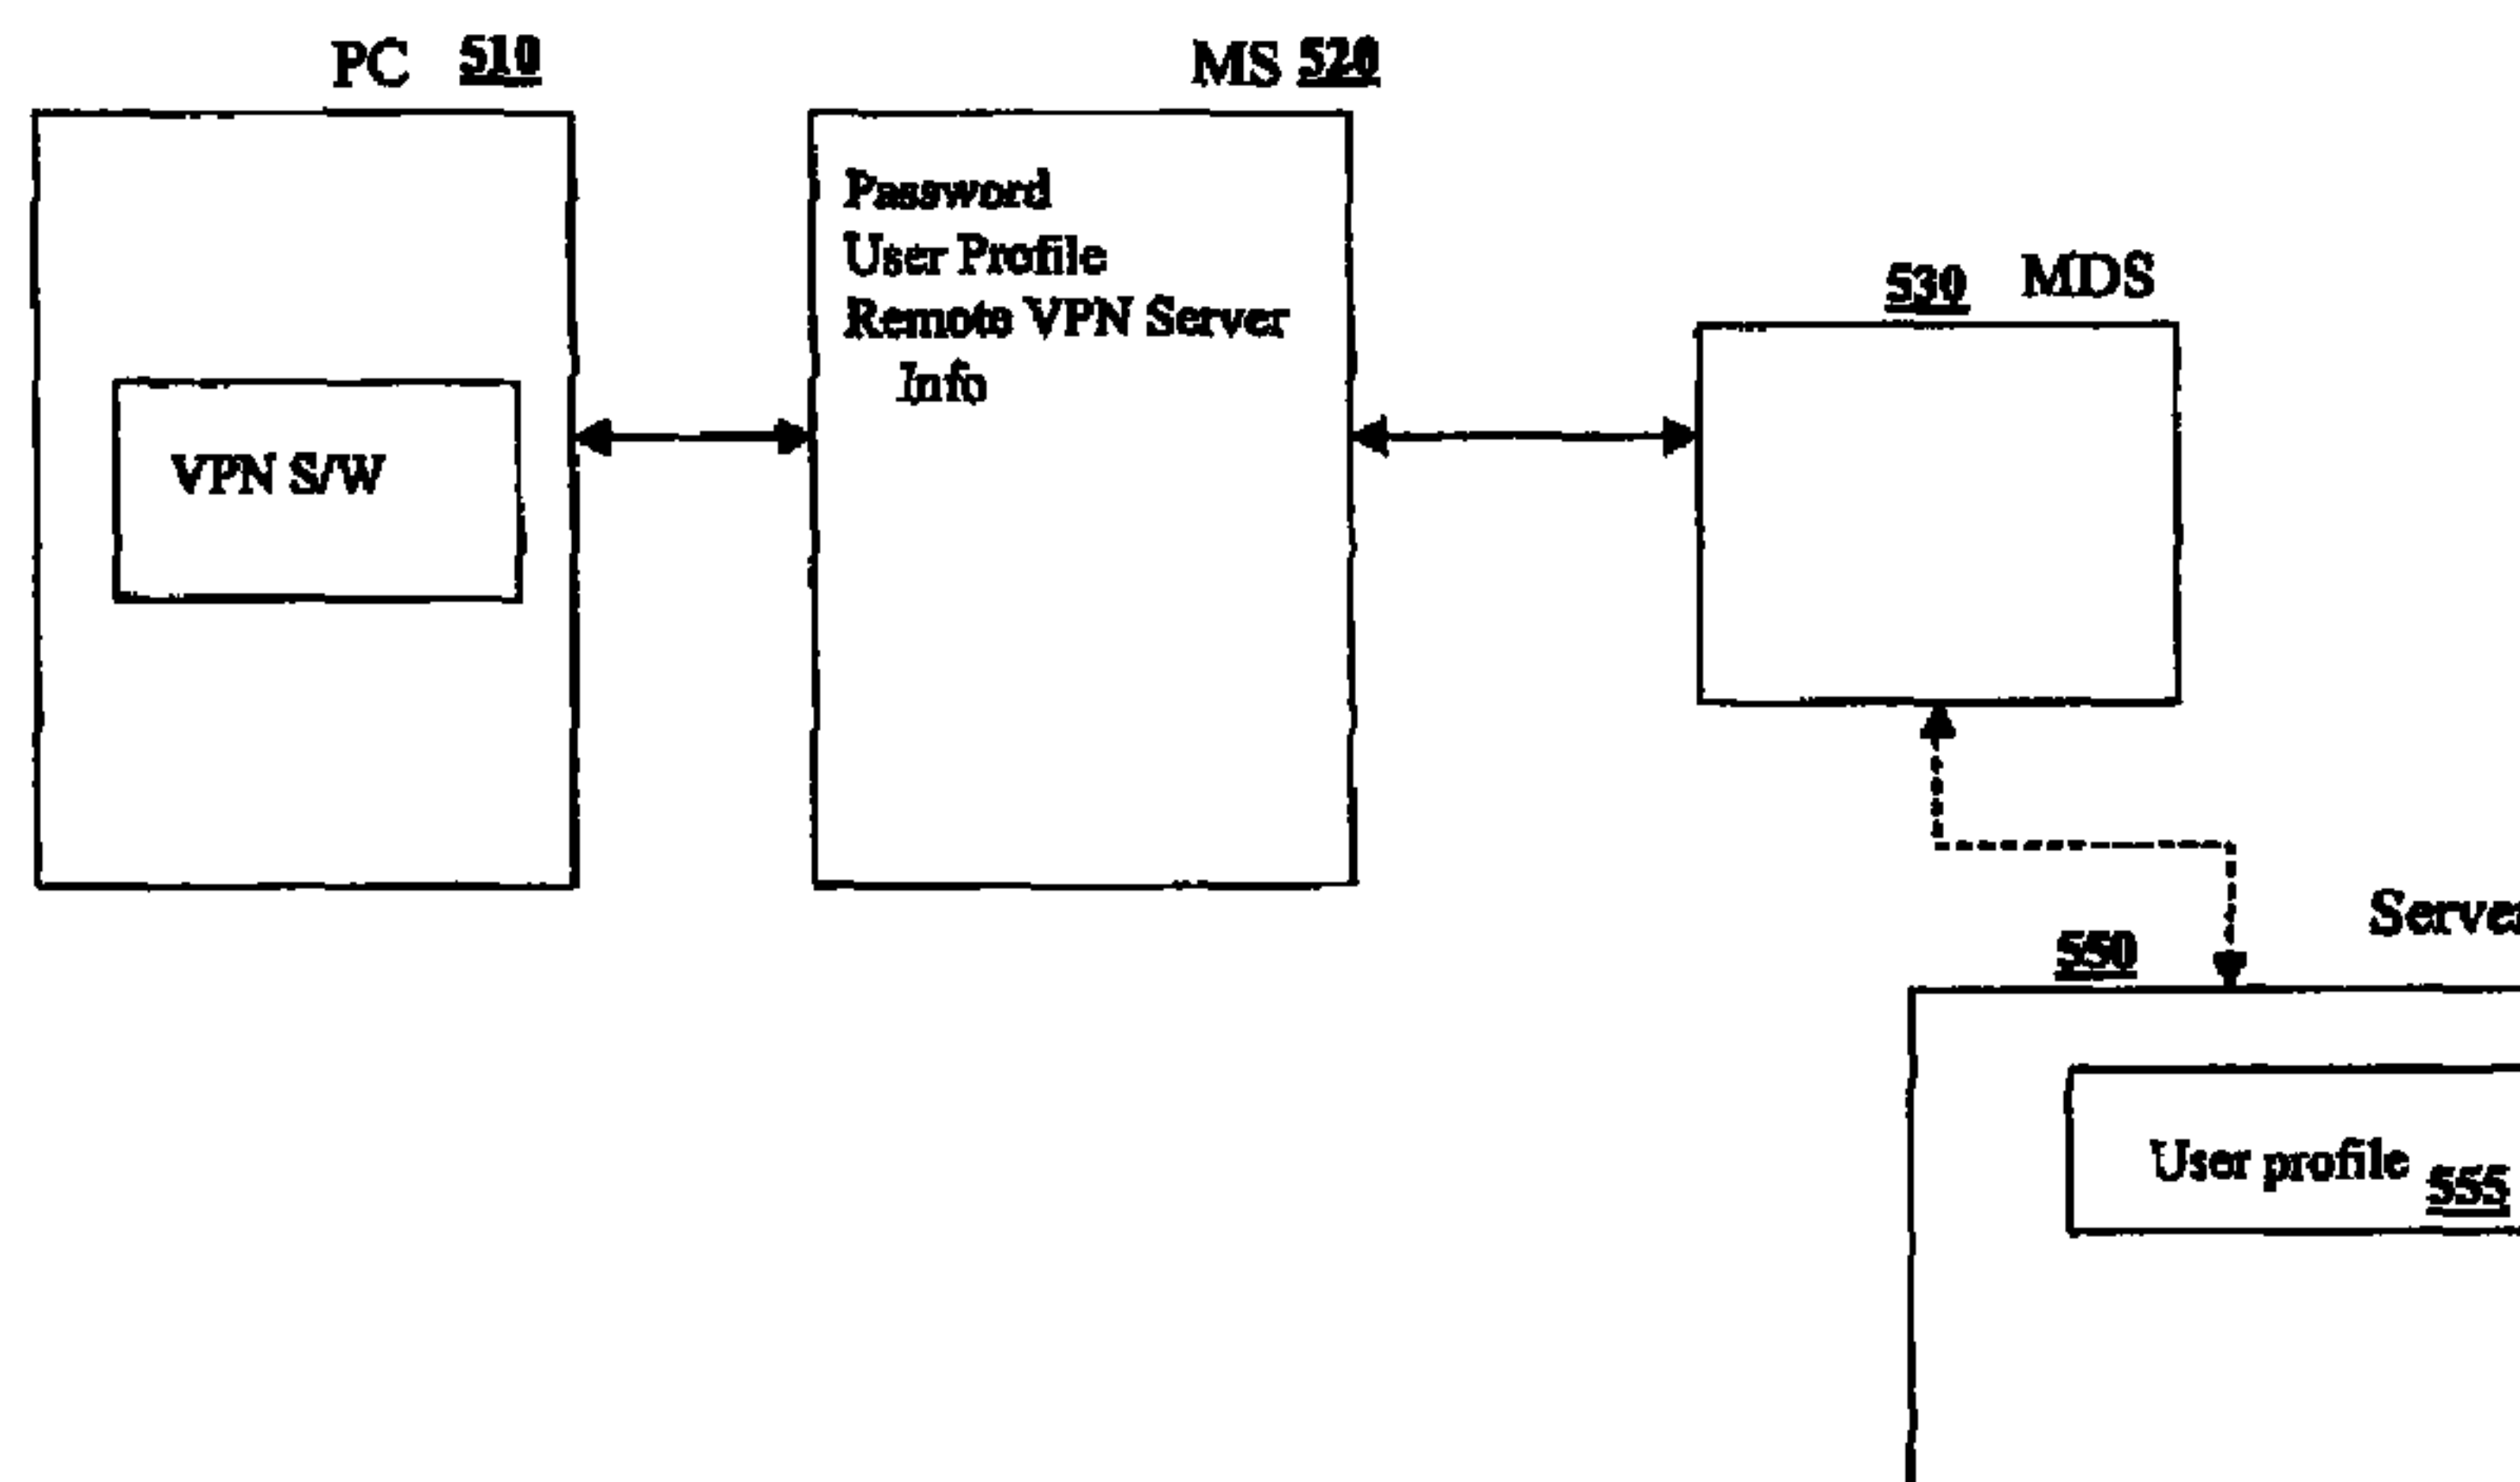 PC 510
MS 520
Password
User Profile
Remote VPN Server
Info
530 MDS
VPN S/W
550
User profile 555